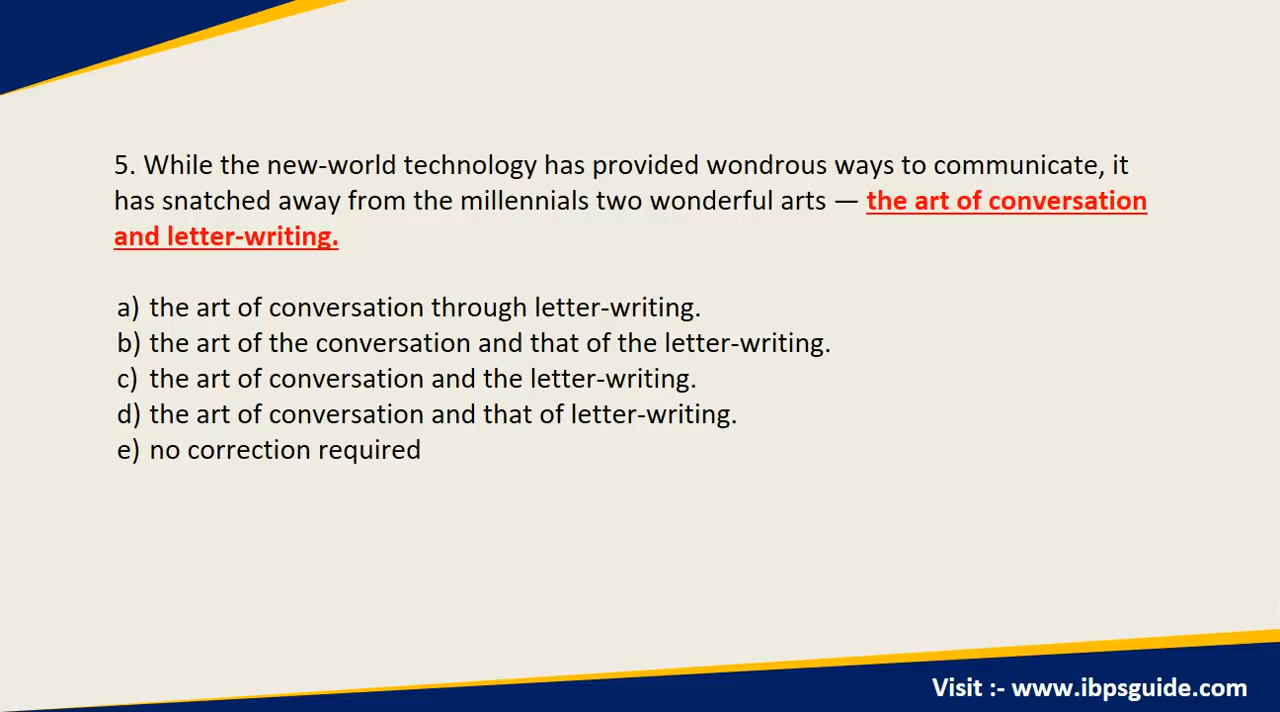 5. While the new-world technology has provided wondrous ways to communicate, it
has snatched away from the millennials two wonderful arts — the art of conversation
and letter-writing.
a) the art of conversation through letter-writing.
b) the art of the conversation and that of the letter-writing.
c) the art of conversation and the letter-writing.
d) the art of conversation and that of letter-writing.
e) no correction required
Visit :- www.ibpsguide.com